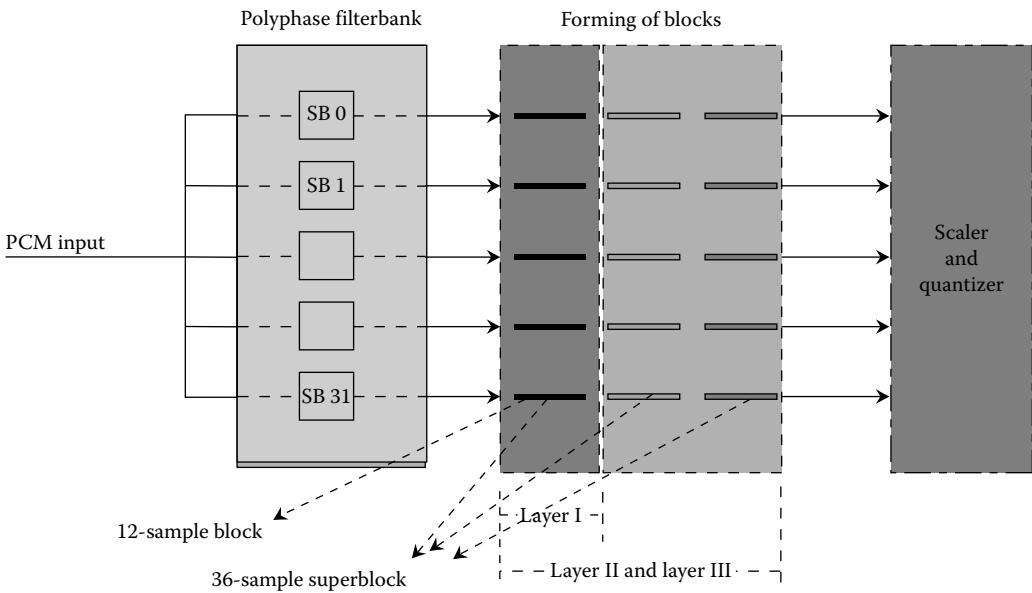 Polyphase filterbank
Forming of blocks
SB 0
SB 1
PCM input
Scaler
and
quantizer
SB 31
12-sample block
Layer I
36-sample superblock
Layer II and layer III